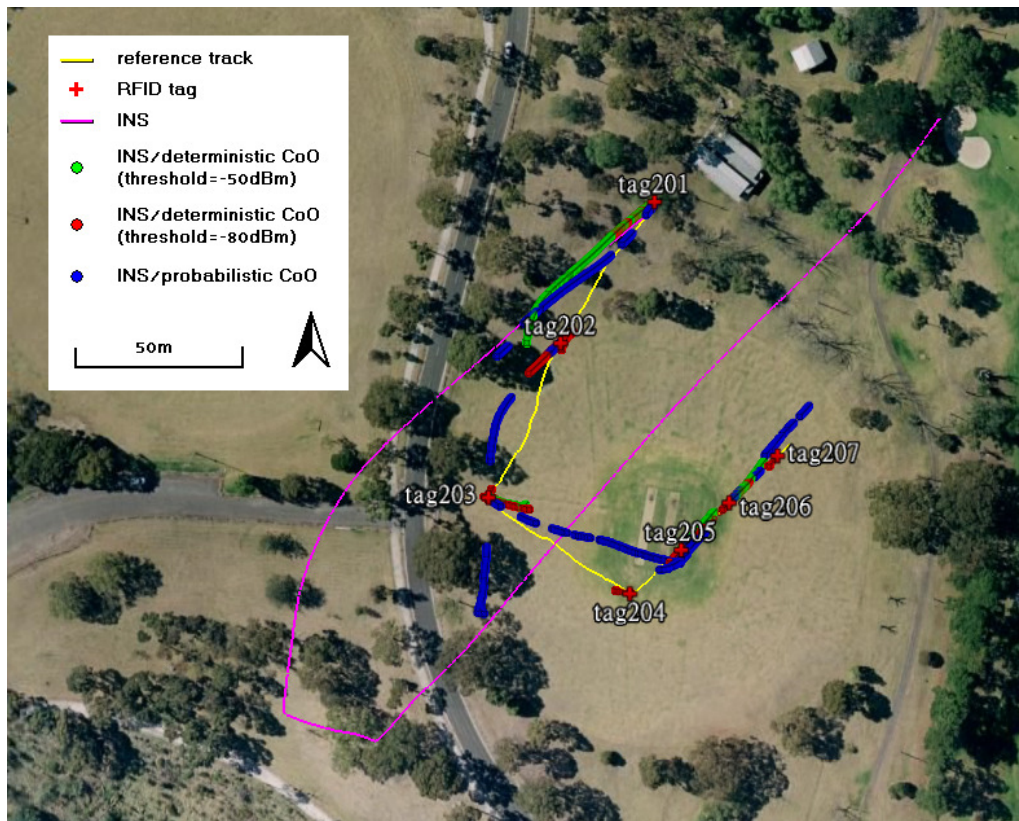 reference track
RFID tag
INS
INS/deterministic CoO
(threshold=-50dBm)
INS/deterministic CoO
(threshold=-80dBm)
INS/probabilistic CoO
50m
tag201
tag202
tag207
tag203
tag206
tag205
tag204